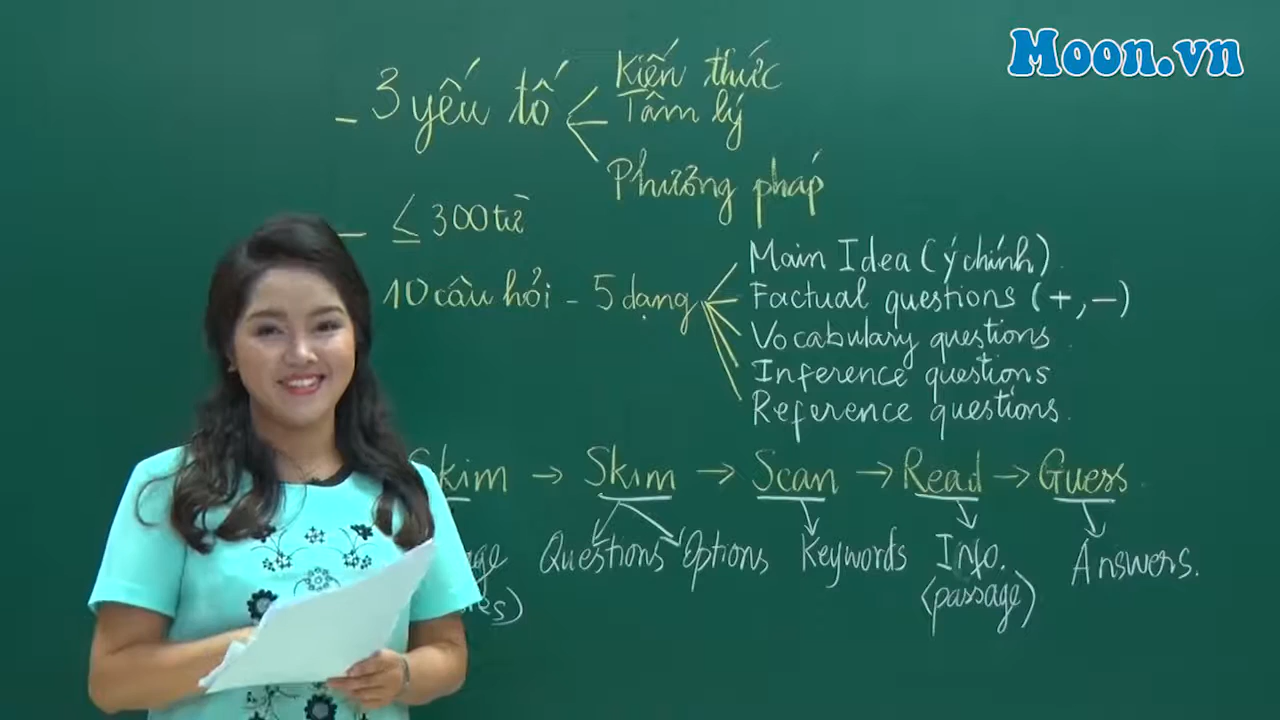 Moon.vn
- 3 yếu tố
Kiến thức
Tâm lý
Phương pháp
- ≤ 300 từ
10 câu hỏi - 5 dạng
Main Idea (ý chính)
Factual questions (+, -)
Vocabulary questions
Inference questions
Reference questions.
Skim → Skim → Scan → Read → Guess
Questions Options Keywords Info. Answers.
(passage)